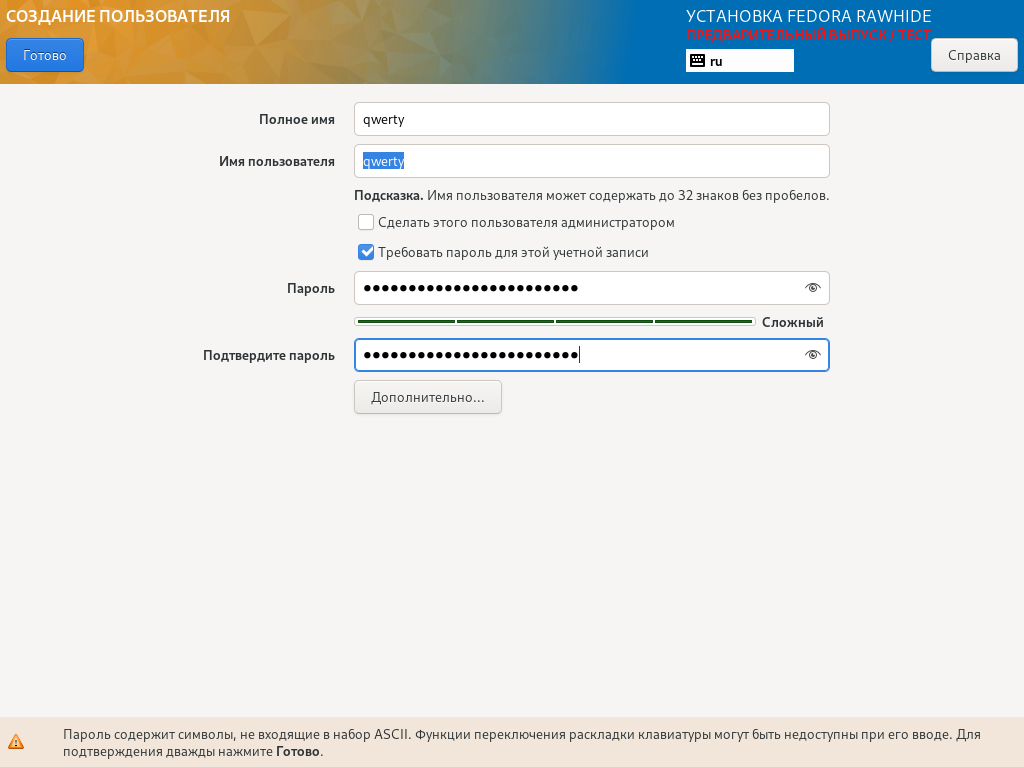 СОЗДАНИЕ ПОЛЬЗОВАТЕЛЯ
УСТАНОВКА FEDORA RAWHIDE
ПРЕДВАРИТЕЛЬНЫЙ ВЫПУСК / ТЕСТ
Готово
ru
Справка
Полное имя
qwerty
Имя пользователя
qwerty
Подсказка. Имя пользователя может содержать до 32 знаков без пробелов.
Сделать этого пользователя администратором
Требовать пароль для этой учетной записи
Пароль
●●●●●●●●●●●●●●●●●●●●●●●●
Сложный
Подтвердите пароль
●●●●●●●●●●●●●●●●●●●●●●●●
Дополнительно...
Пароль содержит символы, не входящие в набор ASCII. Функции переключения раскладки клавиатуры могут быть недоступны при его вводе. Для
подтверждения дважды нажмите Готово.